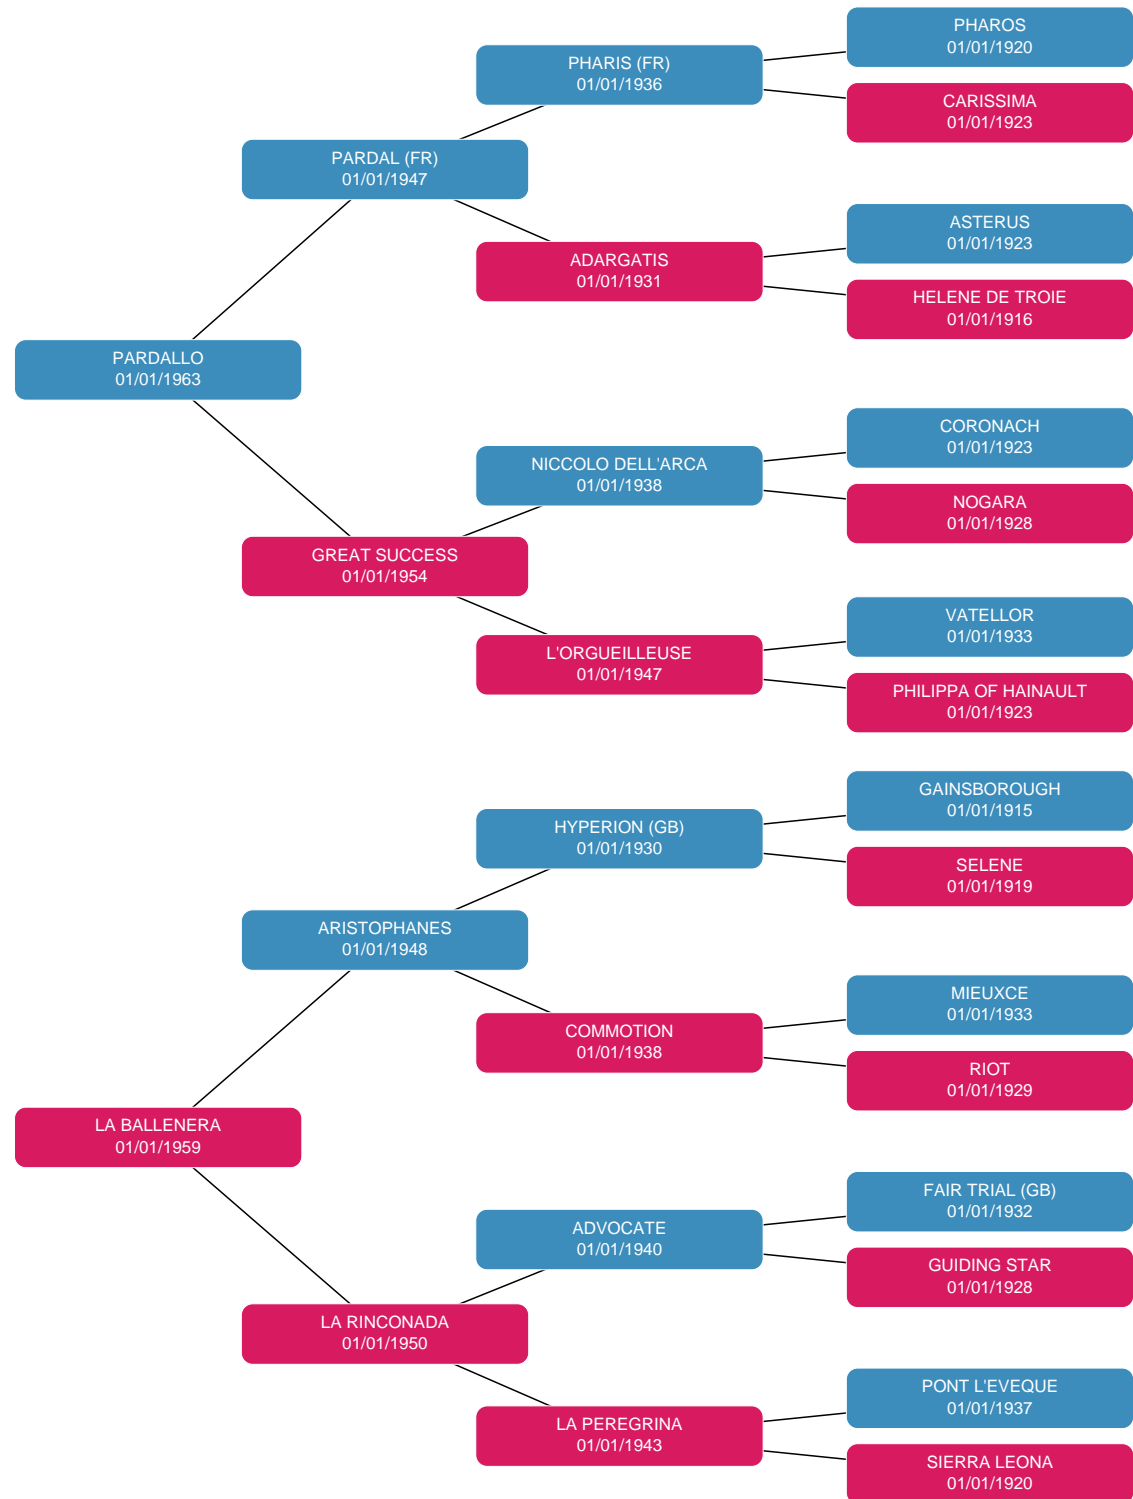 PHAROS
01/01/1920
PHARIS (FR)
01/01/1936
CARISSIMA
01/01/1923
PARDAL (FR)
01/01/1947
ASTERUS
01/01/1923
ADARGATIS
01/01/1931
HELENE DE TROIE
01/01/1916
PARDALLO
01/01/1963
CORONACH
01/01/1923
NICCOLO DELL'ARCA
01/01/1938
NOGARA
01/01/1928
GREAT SUCCESS
01/01/1954
VATELLOR
01/01/1933
L'ORGUEILLEUSE
01/01/1947
PHILIPPA OF HAINAULT
01/01/1923
GAINSBOROUGH
01/01/1915
HYPERION (GB)
01/01/1930
SELENE
01/01/1919
ARISTOPHANES
01/01/1948
MIEUXCE
01/01/1933
COMMOTION
01/01/1938
RIOT
01/01/1929
LA BALLENERA
01/01/1959
FAIR TRIAL (GB)
01/01/1932
ADVOCATE
01/01/1940
GUIDING STAR
01/01/1928
LA RINCONADA
01/01/1950
PONT L'EVEQUE
01/01/1937
LA PEREGRINA
01/01/1943
SIERRA LEONA
01/01/1920